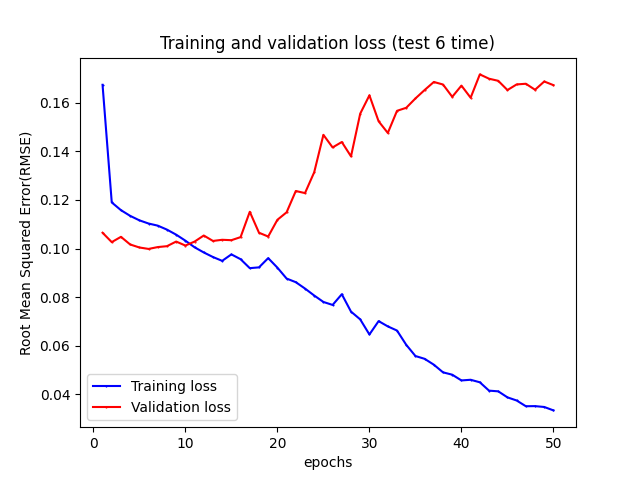 Training and validation loss (test 6 time)
Root Mean Squared Error(RMSE)
0.16
0.14
0.12
0.10
0.08
0.06
0.04
Training loss
Validation loss
0 10 20 30 40 50
epochs